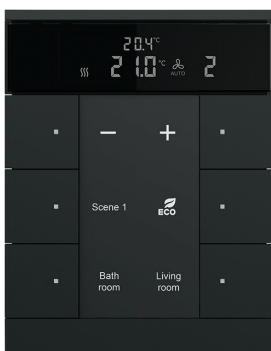 20.4°C
21.0°C AUTO 2
− +
Scene 1 ECO
Bath room
Living room